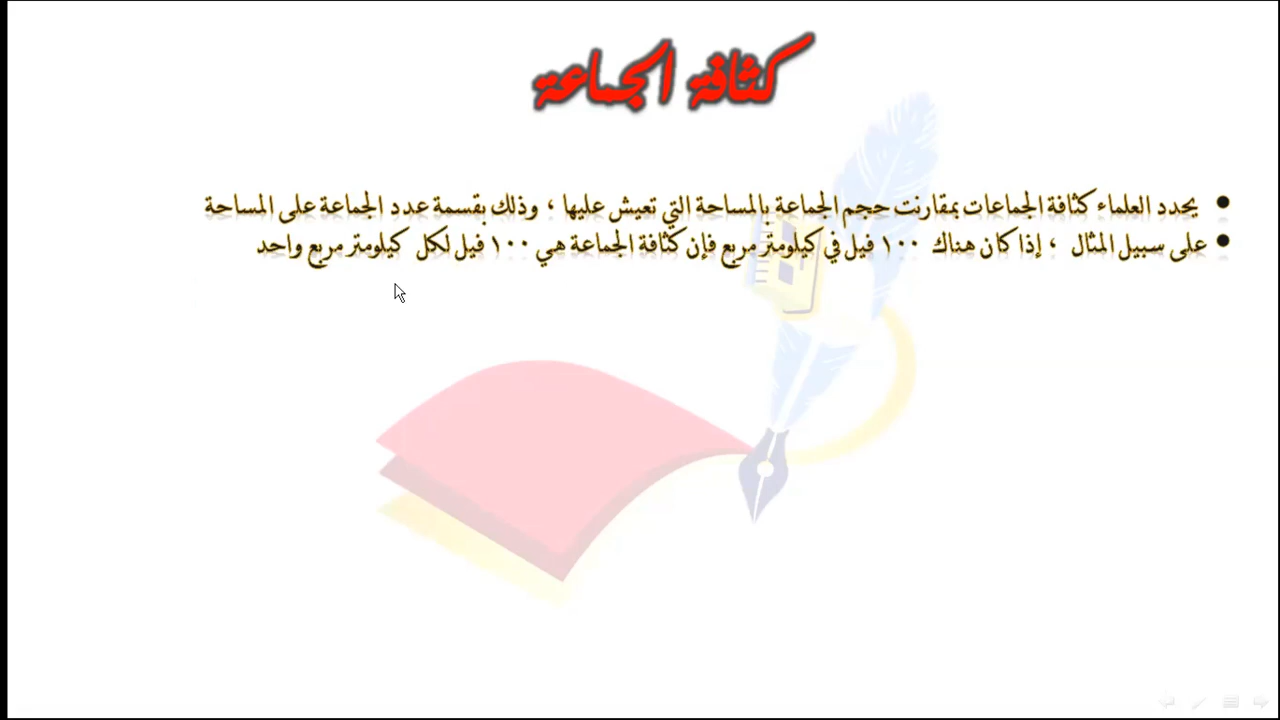 كثافة الجماعة
يحدد العلماء كثافة الجماعات بمقارنت حجم الجماعة بالمساحة التي تعيش عليها ، وذلك بقسمة عدد الجماعة على المساحة
على سبيل المثال ، إذا كان هناك ١٠٠ فيل في كيلومتر مربع فإن كثافة الجماعة هي ١٠٠ فيل لكل كيلومتر مربع واحد